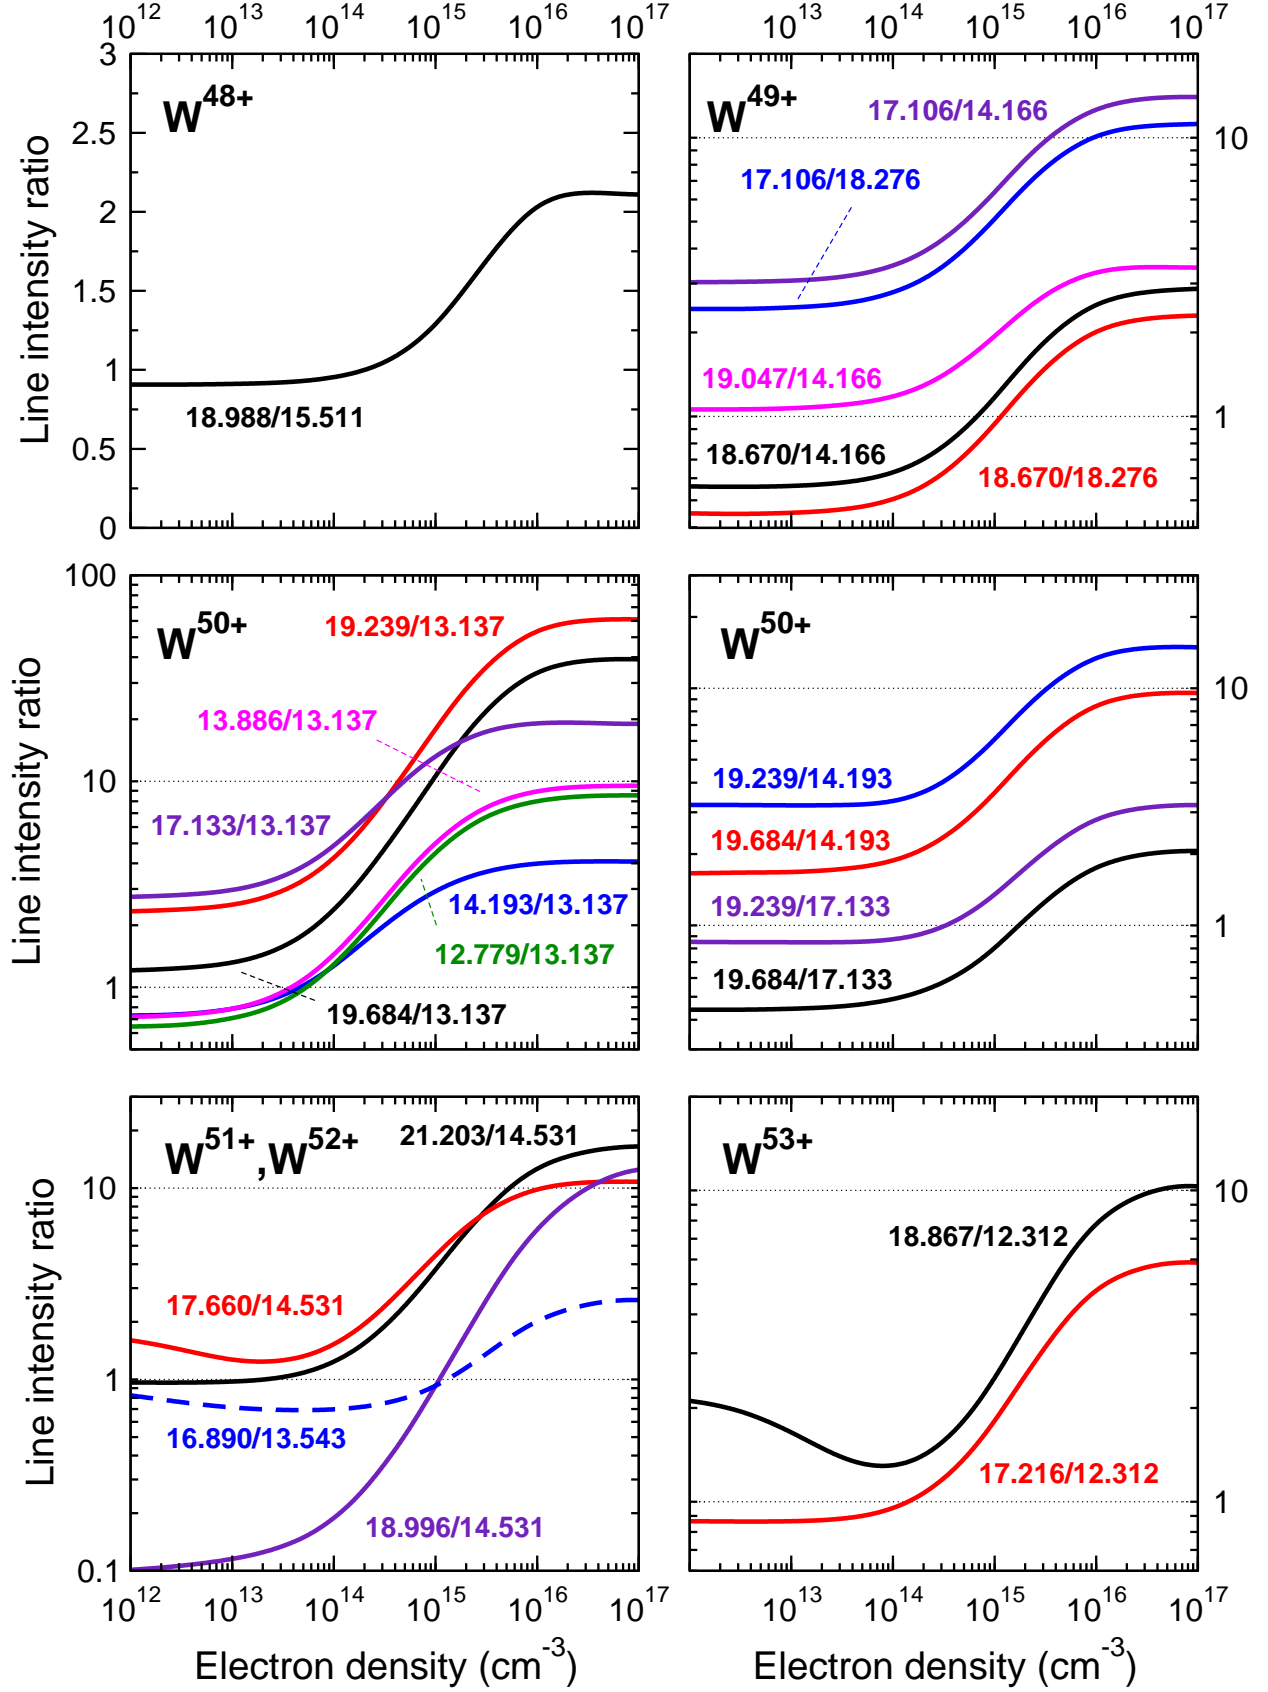 10^12 10^13 10^14 10^15 10^16 10^17
10^13 10^14 10^15 10^16 10^17
Line intensity ratio
3
2.5
2
1.5
1
0.5
0
W^48+
18.988/15.511
W^49+
17.106/14.166
17.106/18.276
19.047/14.166
18.670/14.166
18.670/18.276
10
1
Line intensity ratio
100
10
1
W^50+
19.239/13.137
13.886/13.137
17.133/13.137
14.193/13.137
12.779/13.137
19.684/13.137
W^50+
19.239/14.193
19.684/14.193
19.239/17.133
19.684/17.133
10
1
Line intensity ratio
10
1
0.1
W^51+,W^52+
21.203/14.531
17.660/14.531
16.890/13.543
18.996/14.531
W^53+
18.867/12.312
17.216/12.312
10
1
10^12 10^13 10^14 10^15 10^16 10^17
10^13 10^14 10^15 10^16 10^17
Electron density (cm^-3)
Electron density (cm^-3)